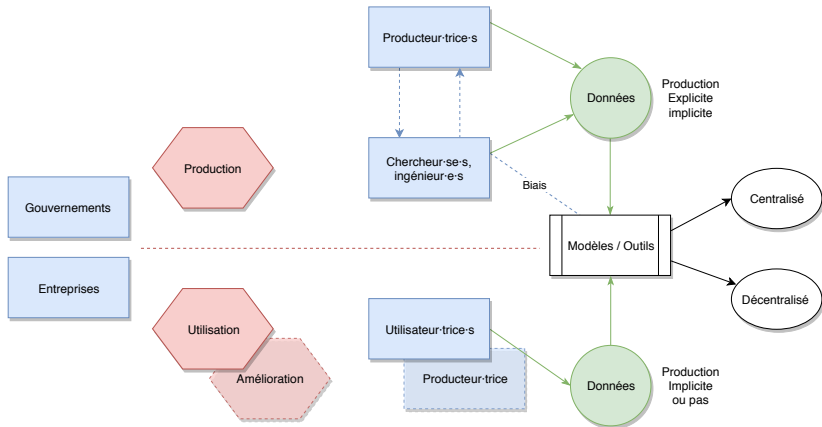 Producteur·trice·s
Données
Production
Explicite
implicite
Production
Chercheur·se·s,
ingénieur·e·s
Biais
Gouvernements
Centralisé
Modèles / Outils
Entreprises
Décentralisé
Utilisation
Utilisateur·trice·s
Amélioration
Producteur·trice
Données
Production
Implicite
ou pas